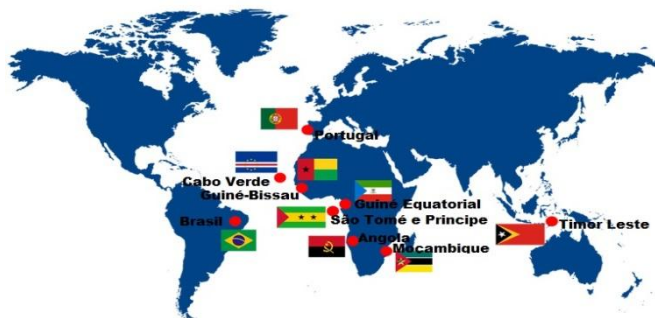 Portugal
Cabo Verde
Guiné-Bissau
Guiné Equatorial
São Tomé e Principe
Brasil
Timor Leste
Angola
Moçambique